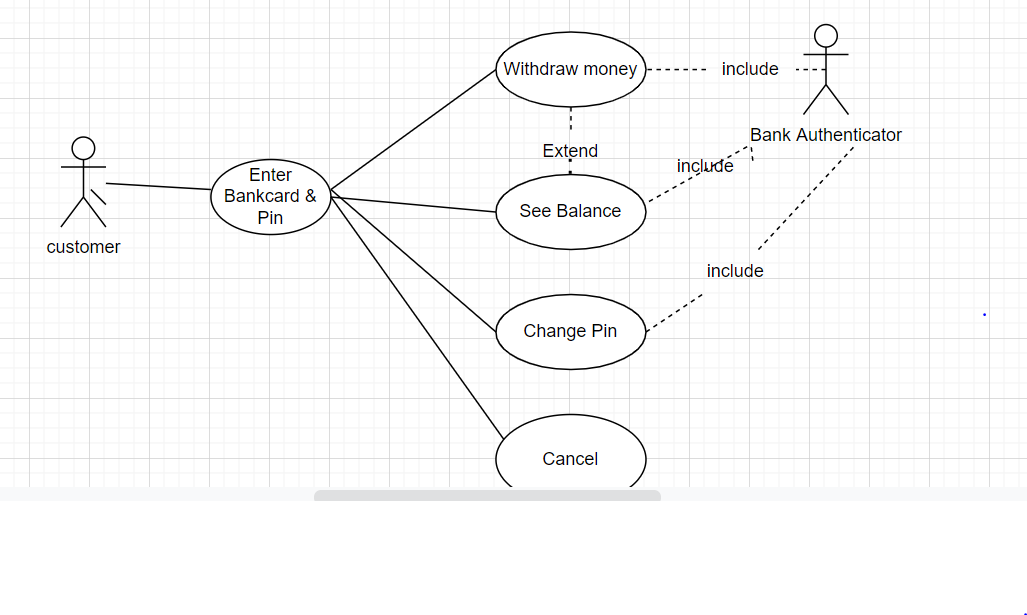 Withdraw money
include
Bank Authenticator
Extend
include
Enter
Bankcard &
Pin
See Balance
customer
include
Change Pin
Cancel